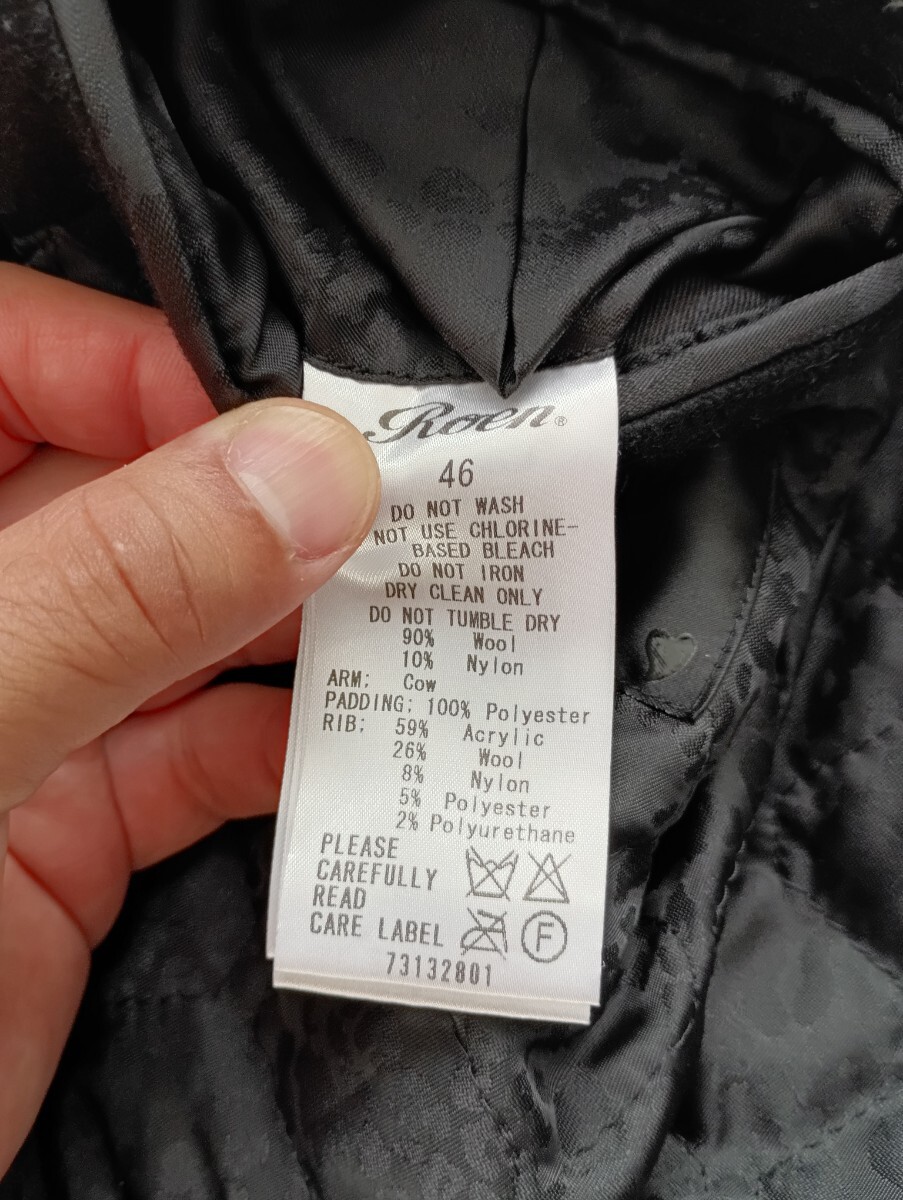 Roen®
46
DO NOT WASH
NOT USE CHLORINE-
BASED BLEACH
DO NOT IRON
DRY CLEAN ONLY
DO NOT TUMBLE DRY
90% Wool
10% Nylon
ARM: Cow
PADDING: 100% Polyester
RIB: 59% Acrylic
26% Wool
8% Nylon
5% Polyester
2% Polyurethane
PLEASE
CAREFULLY
READ
CARE LABEL
F
73132801